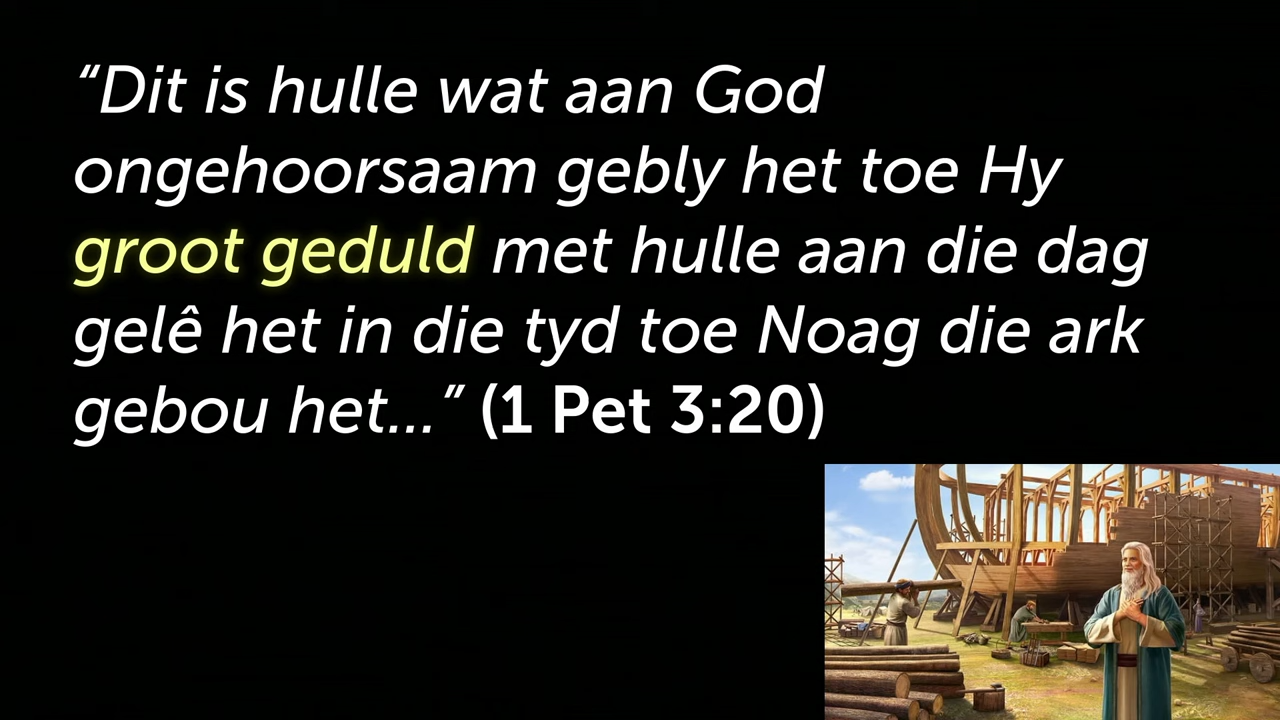 “Dit is hulle wat aan God
ongehoorsaam gebly het toe Hy
groot geduld met hulle aan die dag
gelê het in die tyd toe Noag die ark
gebou het...” (1 Pet 3:20)